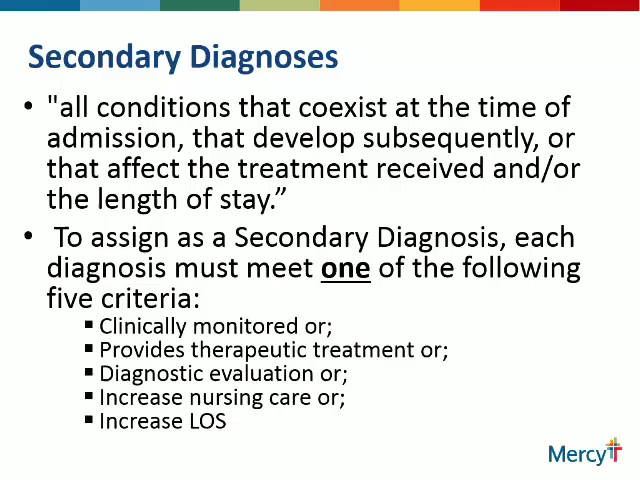 Secondary Diagnoses
• "all conditions that coexist at the time of
admission, that develop subsequently, or
that affect the treatment received and/or
the length of stay.”
• To assign as a Secondary Diagnosis, each
diagnosis must meet one of the following
five criteria:
▪ Clinically monitored or;
▪ Provides therapeutic treatment or;
▪ Diagnostic evaluation or;
▪ Increase nursing care or;
▪ Increase LOS
Mercy